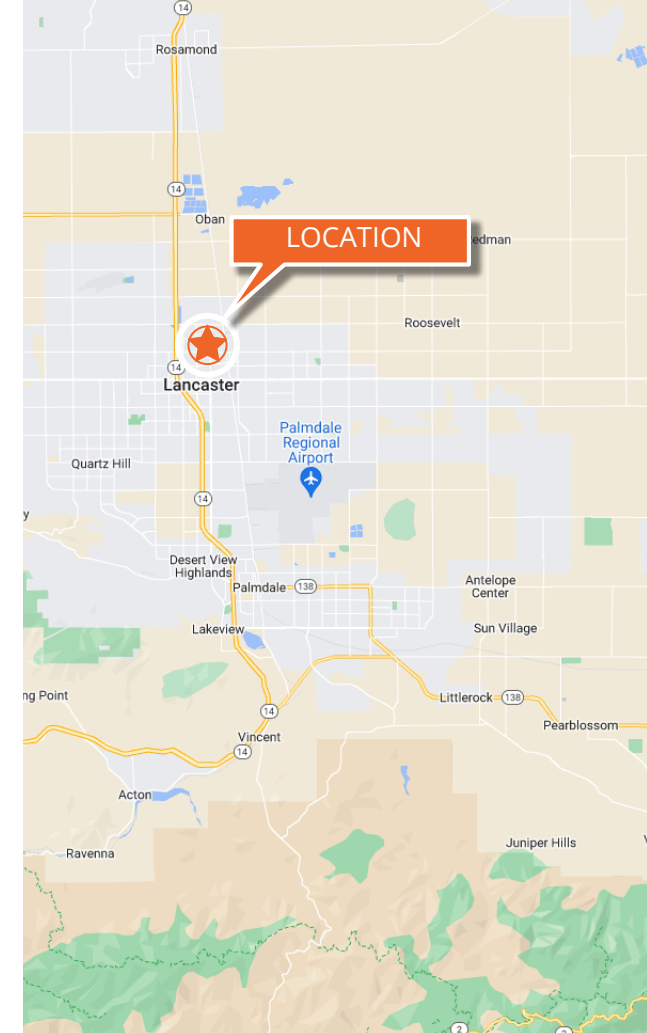 14
Rosamond
14
Oban
LOCATION
edman
Roosevelt
14
Lancaster
Palmdale
Regional
Airport
Quartz Hill
14
y
Desert View
Highlands
Palmdale
138
Antelope
Center
Lakeview
Sun Village
ng Point
Littlerock
138
14
Pearblossom
Vincent
14
Acton
Juniper Hills
Ravenna
2
2